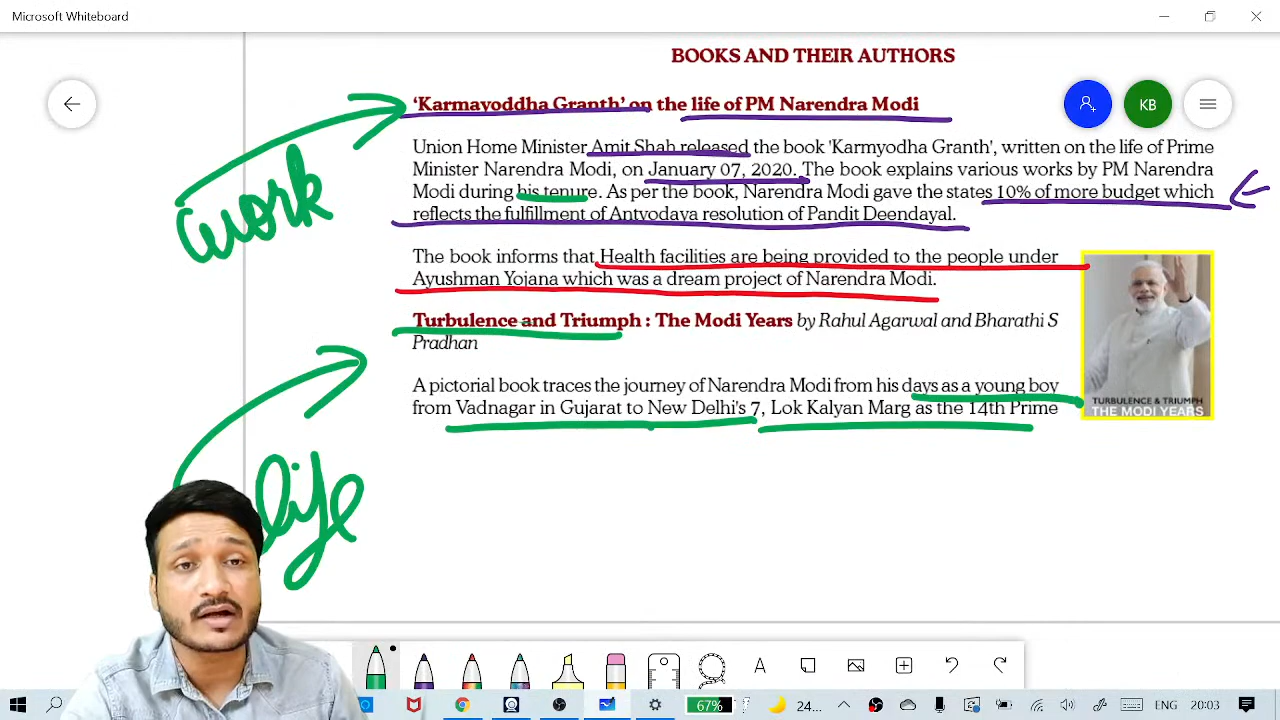 Microsoft Whiteboard
BOOKS AND THEIR AUTHORS
KB
'Karmayoddha Granth' on the life of PM Narendra Modi
Union Home Minister Amit Shah released the book 'Karmyodha Granth', written on the life of Prime
Minister Narendra Modi, on January 07, 2020. The book explains various works by PM Narendra
Modi during his tenure. As per the book, Narendra Modi gave the states 10% of more budget which
reflects the fulfillment of Antyodaya resolution of Pandit Deendayal.
work
The book informs that Health facilities are being provided to the people under
Ayushman Yojana which was a dream project of Narendra Modi.
Turbulence and Triumph : The Modi Years by Rahul Agarwal and Bharathi S
Pradhan
A pictorial book traces the journey of Narendra Modi from his days as a young boy
from Vadnagar in Gujarat to New Delhi's 7, Lok Kalyan Marg as the 14th Prime
TURBULENCE & TRIUMPH
THE MODI YEARS
life
A
67%
24...
ENG
20:03